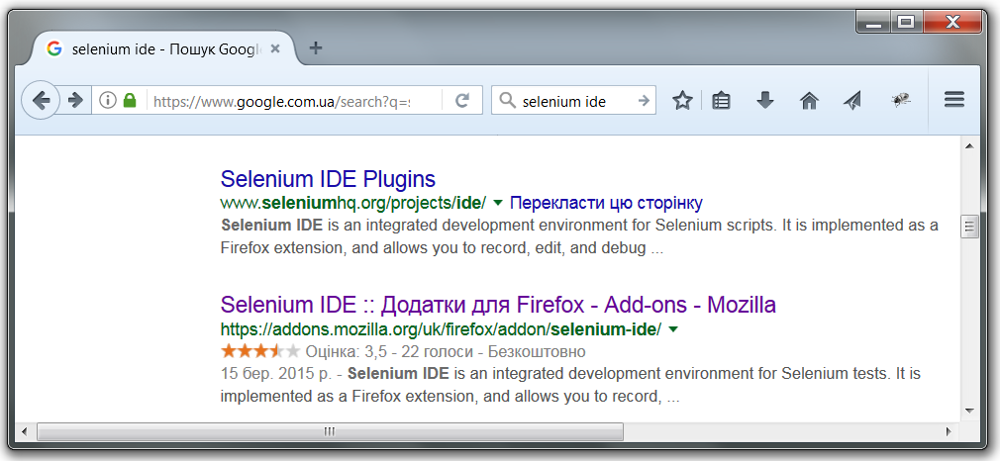 selenium ide - Пошук Google
https://www.google.com.ua/search?q=s
selenium ide
Selenium IDE Plugins
www.seleniumhq.org/projects/ide/ Перекласти цю сторінку
Selenium IDE is an integrated development environment for Selenium scripts. It is implemented as a
Firefox extension, and allows you to record, edit, and debug ...
Selenium IDE :: Додатки для Firefox - Add-ons - Mozilla
https://addons.mozilla.org/uk/firefox/addon/selenium-ide/
Оцінка: 3,5 - 22 голоси - Безкоштовно
15 бер. 2015 р. - Selenium IDE is an integrated development environment for Selenium tests. It is
implemented as a Firefox extension, and allows you to record, ...